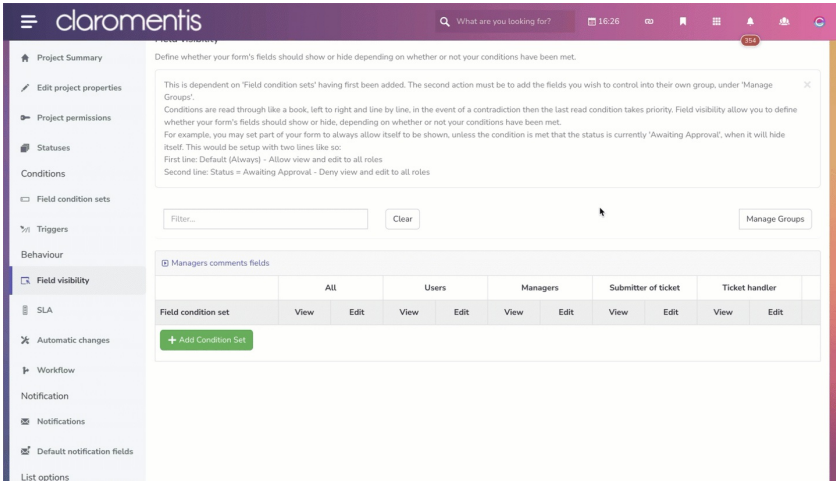 claromentis
What are you looking for?
16:26
354
Project Summary
Edit project properties
Project permissions
Statuses
Conditions
Field condition sets
Triggers
Behaviour
Field visibility
SLA
Automatic changes
Workflow
Notification
Notifications
Default notification fields
List options
Field visibility
Define whether your form's fields should show or hide depending on whether or not your conditions have been met.
This is dependent on 'Field condition sets' having first been added. The second action must be to add the fields you wish to control into their own group, under 'Manage
Groups'.
Conditions are read through like a book, left to right and line by line, in the event of a contradiction then the last read condition takes priority. Field visibility allow you to define
whether your form's fields should show or hide, depending on whether or not your conditions have been met.
For example, you may set part of your form to always allow itself to be shown, unless the condition is met that the status is currently 'Awaiting Approval', when it will hide
itself. This would be setup with two lines like so:
First line: Default (Always) - Allow view and edit to all roles
Second line: Status = Awaiting Approval - Deny view and edit to all roles
Filter... Clear Manage Groups
Managers comments fields
All Users Managers Submitter of ticket Ticket handler
Field condition set View Edit View Edit View Edit View Edit View Edit
+ Add Condition Set